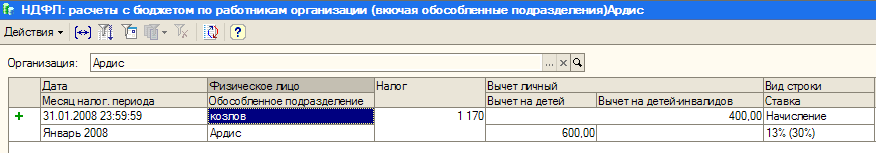 НДФЛ: расчеты с бюджетом по работникам организации (включая обособленные подразделения)Ардис
Действия
Организация: Ардис
Дата Физическое лицо Налог Вычет личный Вид строки
Месяц налог. периода Обособленное подразделение Вычет на детей Вычет на детей-инвалидов Ставка
31.01.2008 23:59:59 козлов 1 170 400,00 Начисление
Январь 2008 Ардис 600,00 13% (30%)